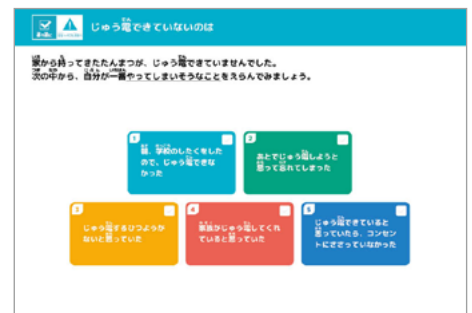 じゅう電できていないのは
家から持ってきたたんまつが、じゅう電できていませんでした。
次の中から、自分が一番やってしまいそうなことをえらんでみましょう。
1
朝、学校のしたくをした
ので、じゅう電できな
かった
2
あとでじゅう電しようと
思って忘れてしまった
3
じゅう電するひつようが
ないと思っていた
4
家族がじゅう電してくれ
ていると思っていた
5
じゅう電できていると
思っていたら、コンセン
トにささっていなかった